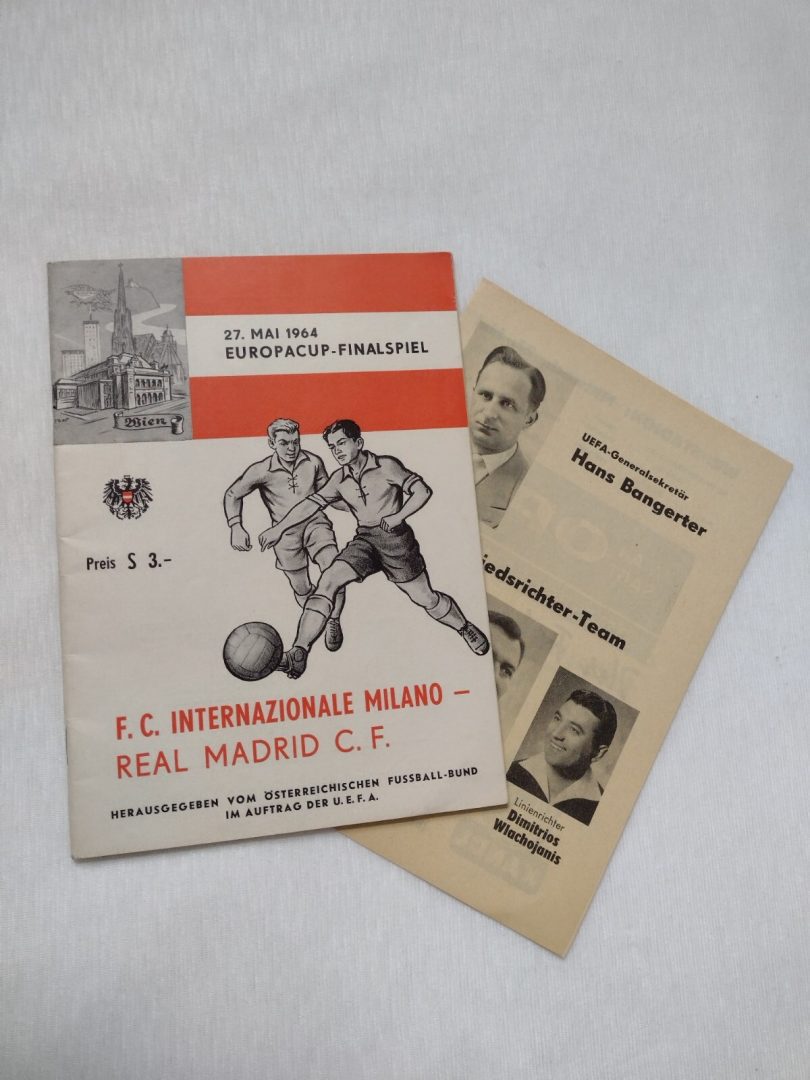 Wien
27. MAI 1964
EUROPACUP-FINALSPIEL
Preis S 3.-
F. C. INTERNAZIONALE MILANO —
REAL MADRID C. F.
HERAUSGEGEBEN VOM ÖSTERREICHISCHEN FUSSBALL-BUND
IM AUFTRAG DER U.E.F.A.
UEFA-Generalsekretär
Hans Bangerter
iedsrichter-Team
Linienrichter
Dimitrios
Wlachojanis